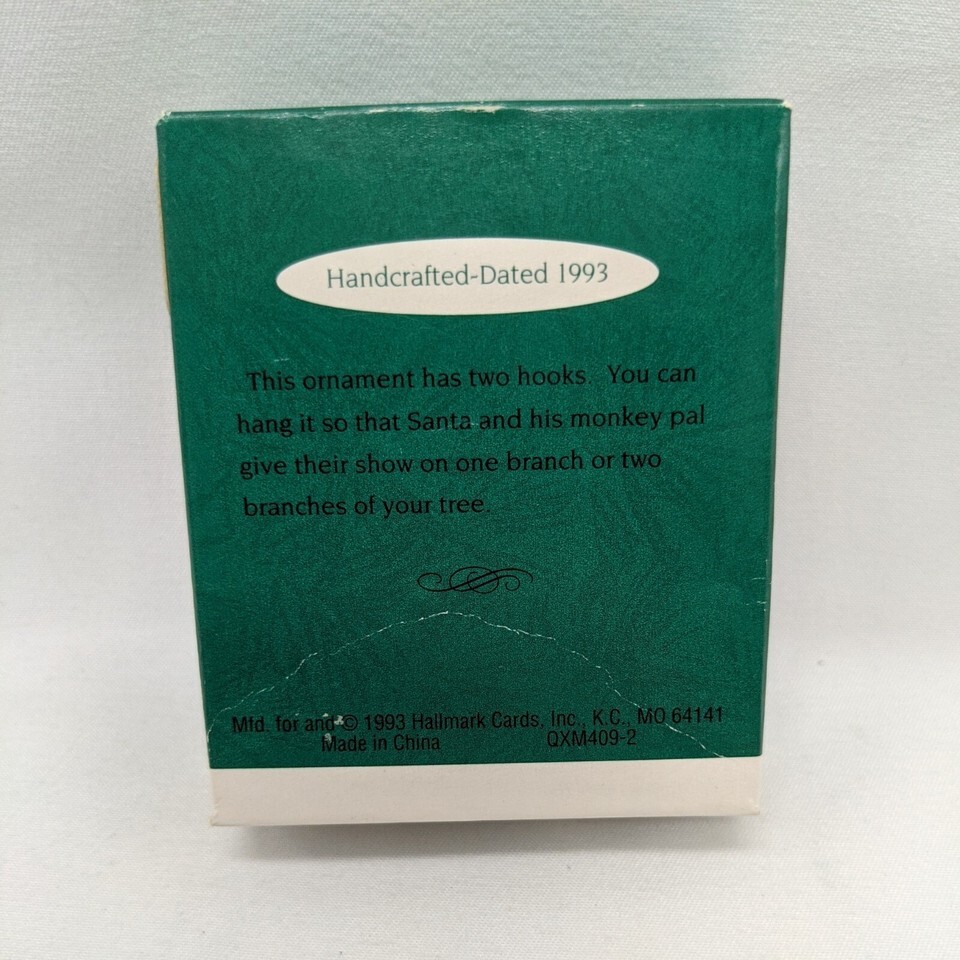 Handcrafted-Dated 1993
This ornament has two hooks. You can
hang it so that Santa and his monkey pal
give their show on one branch or two
branches of your tree.
Mfd. for and © 1993 Hallmark Cards, Inc., K.C., MO 64141
Made in China QXM409-2